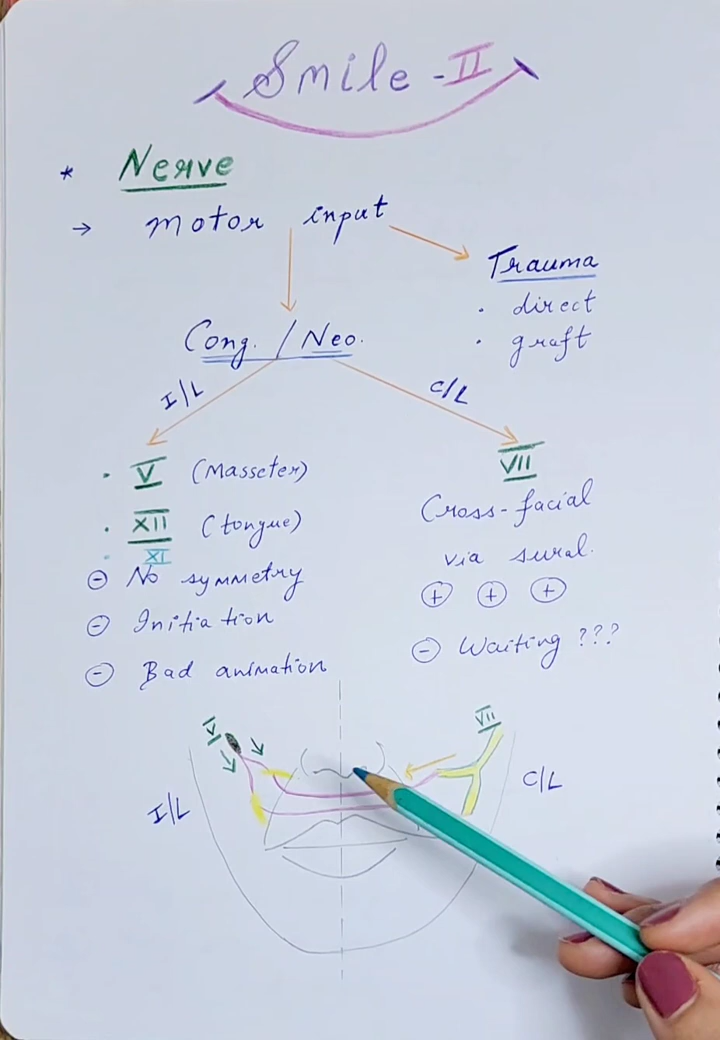 Smile - II
* Nerve
→ motor input
Trauma
• direct
• graft
Cong. / Neo.
I/L
C/L
• V (Masseter)
• XII (tongue)
• XI
⊖ No symmetry
⊖ Initiation
⊖ Bad animation
VII
Cross-facial
via sural.
⊕ ⊕ ⊕
⊖ Waiting ???
V
VII
I/L
C/L